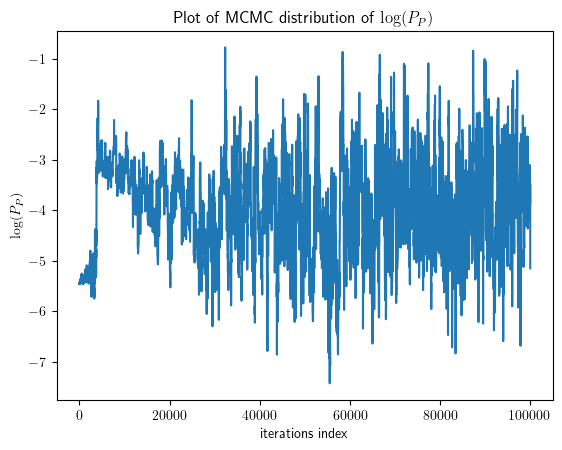 Plot of MCMC distribution of log(P_P)
log(P_P)
−1
−2
−3
−4
−5
−6
−7
0 20000 40000 60000 80000 100000
iterations index